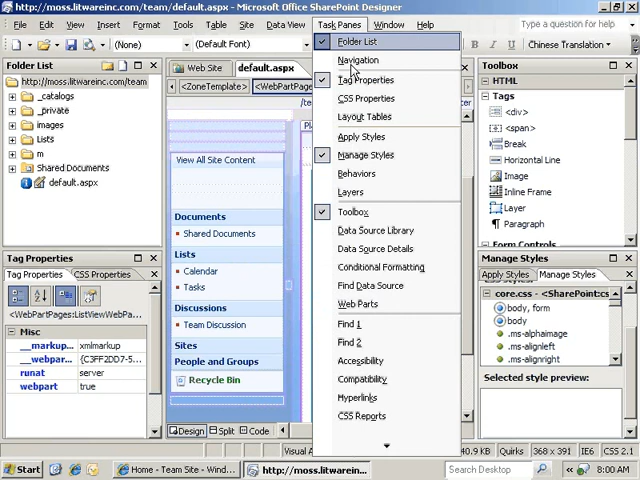 http://moss.litwareinc.com/team/default.aspx - Microsoft Office SharePoint Designer
File Edit View Insert Format Tools Table Site Data View Task Panes Window Help
Type a question for help
(None) (Default Font) Chinese Translation
Folder List
http://moss.litwareinc.com/team
_catalogs
_private
images
Lists
m
Shared Documents
default.aspx
Tag Properties
Tag Properties CSS Properties
<WebPartPages:ListViewWebPa...
Misc
__markup... xmlmarkup
__webpar... {C3FF2DD7-5...
runat server
webpart true
Web Site default.aspx
<ZoneTemplate> <WebPartPage
View All Site Content
Documents
Shared Documents
Lists
Calendar
Tasks
Discussions
Team Discussion
Sites
People and Groups
Recycle Bin
Design Split Code
Folder List
Navigation
Tag Properties
CSS Properties
Layout Tables
Apply Styles
Manage Styles
Behaviors
Layers
Toolbox
Data Source Library
Data Source Details
Conditional Formatting
Find Data Source
Web Parts
Find 1
Find 2
Accessibility
Compatibility
Hyperlinks
CSS Reports
Toolbox
HTML
Tags
<div>
<span>
Break
Horizontal Line
Image
Inline Frame
Layer
Paragraph
Form Controls
Manage Styles
Apply Styles Manage Styles
core.css - <SharePoint:cs
body, form
body
.ms-alphaimage
.ms-alignleft
.ms-alignright
Selected style preview:
Visual A 40.9 KB Quirks 368 x 391 IE6 CSS 2.1
Start Home - Team Site - Wind... http://moss.litwarein... Search Desktop 8:00 AM